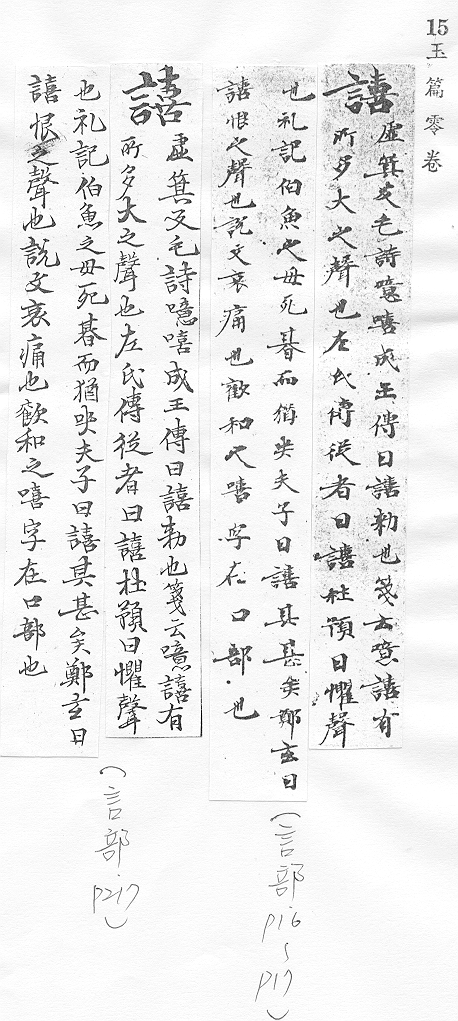 15
玉篇零卷
譆
虛箕反毛詩噫嘻成王傳曰譆勑也箋云噫譆有
所多大之聲也左氏傳從者曰譆杜預曰懼聲
也礼記伯魚之母死朞而猶哭夫子曰譆其甚矣鄭玄曰
譆恨之聲也說文哀痛也歡和之嘻字在口部也
(言部 P16~P17)
譆
虛箕反毛詩噫嘻成王傳曰譆勑也箋云噫譆有
所多大之聲也左氏傳從者曰譆杜預曰懼聲
也礼記伯魚之母死朞而猶哭夫子曰譆其甚矣鄭玄曰
譆恨之聲也說文哀痛也歡和之嘻字在口部也
(言部·P217)